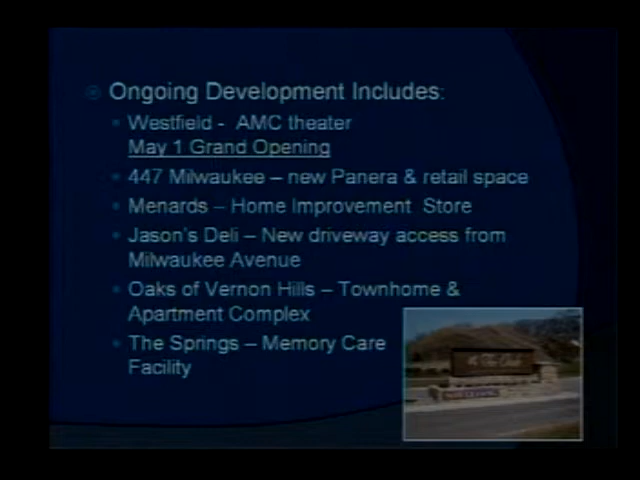 Ongoing Development Includes:
Westfield - AMC theater
May 1 Grand Opening
447 Milwaukee – new Panera & retail space
Menards – Home Improvement Store
Jason's Deli – New driveway access from
Milwaukee Avenue
Oaks of Vernon Hills – Townhome &
Apartment Complex
The Springs – Memory Care
Facility